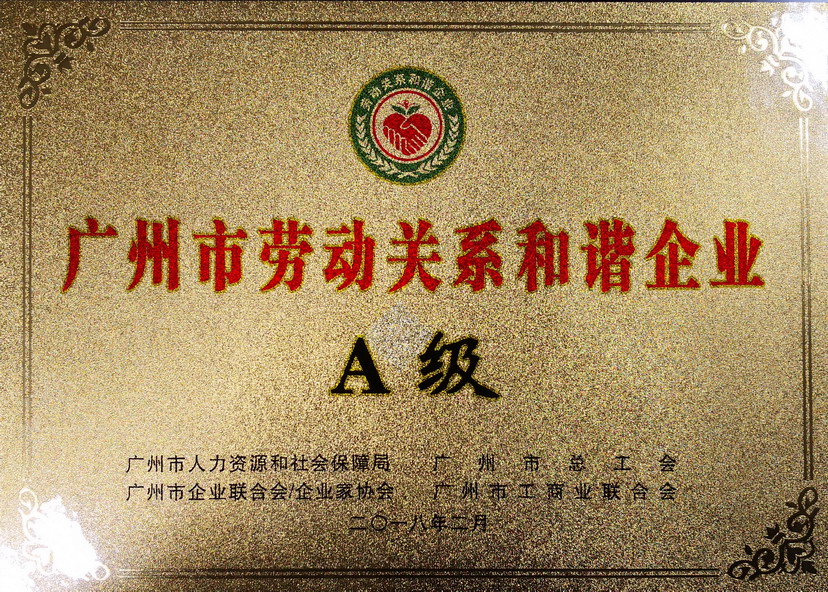 劳动关系和谐企业
广州市劳动关系和谐企业
A级
广州市人力资源和社会保障局 广州市总工会
广州市企业联合会/企业家协会 广州市工商业联合会
二〇一八年二月